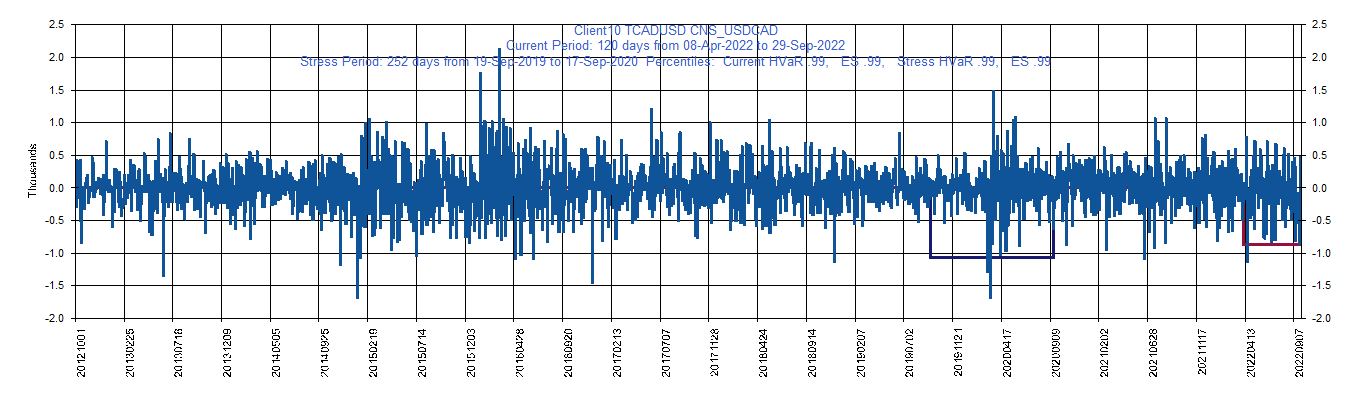 Client10 TCADUSD CNS_USDCAD
Current Period: 120 days from 08-Apr-2022 to 29-Sep-2022
Stress Period: 252 days from 19-Sep-2019 to 17-Sep-2020 Percentiles: Current HVaR .99, ES .99, Stress HVaR .99, ES .99
Thousands
2.5 2.5
2.0 2.0
1.5 1.5
1.0 1.0
0.5 0.5
0.0 0.0
-0.5 -0.5
-1.0 -1.0
-1.5 -1.5
-2.0 -2.0
20121001 20130225 20130718 20131209 20140505 20140925 20150219 20150714 20151203 20160428 20160920 20170213 20170707 20171128 20180424 20180914 20190207 20190702 20191121 20200417 20200909 20210202 20210628 20211117 20220413 20220907